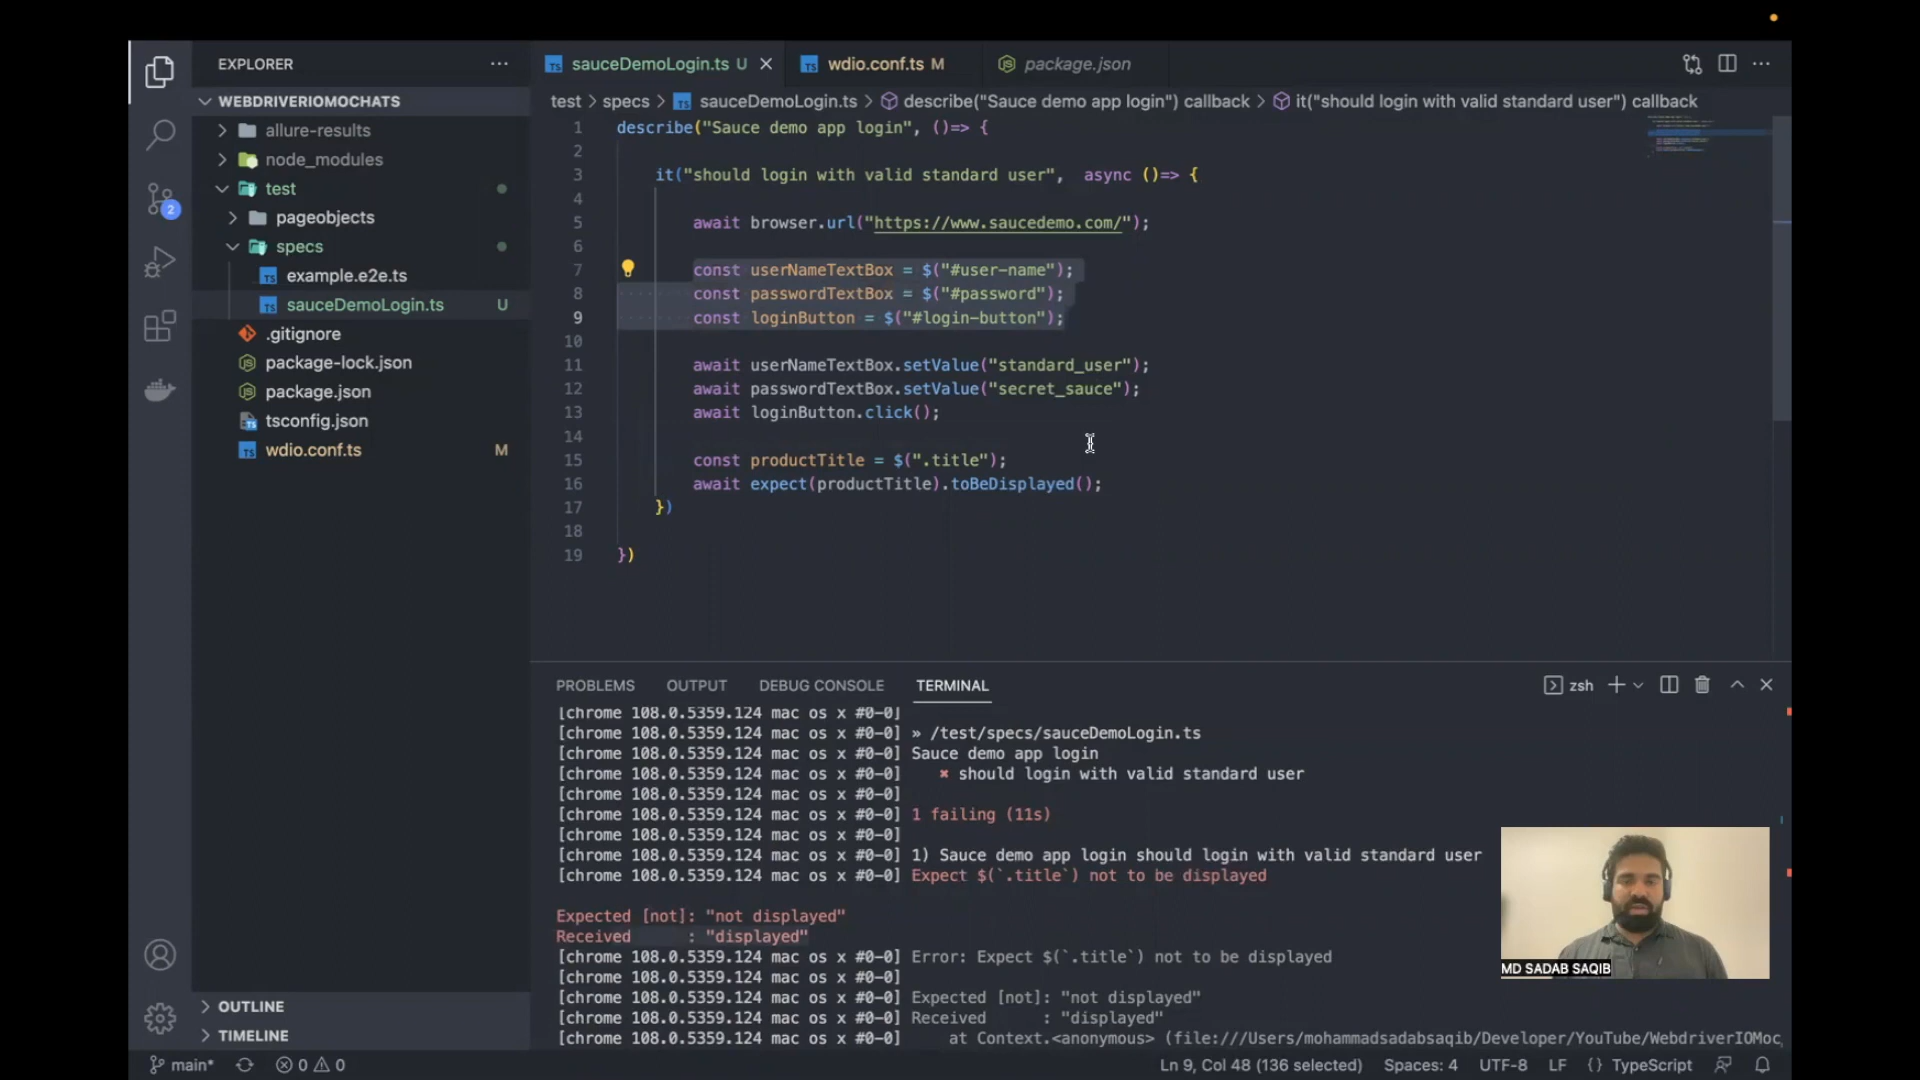 EXPLORER
WEBDRIVERIOMOCHATS
allure-results
node_modules
test
pageobjects
specs
example.e2e.ts
sauceDemoLogin.ts U
.gitignore
package-lock.json
package.json
tsconfig.json
wdio.conf.ts M
OUTLINE
TIMELINE
2
sauceDemoLogin.ts U
wdio.conf.ts M
package.json
test > specs > sauceDemoLogin.ts > describe("Sauce demo app login") callback > it("should login with valid standard user") callback
1 describe("Sauce demo app login", ()=> {
2
3 it("should login with valid standard user",  async ()=> {
4
5 await browser.url("https://www.saucedemo.com/");
6
7 const userNameTextBox = $("#user-name");
8 const passwordTextBox = $("#password");
9 const loginButton = $("#login-button");
10
11 await userNameTextBox.setValue("standard_user");
12 await passwordTextBox.setValue("secret_sauce");
13 await loginButton.click();
14
15 const productTitle = $(".title");
16 await expect(productTitle).toBeDisplayed();
17 })
18
19 })
PROBLEMS OUTPUT DEBUG CONSOLE TERMINAL
zsh
[chrome 108.0.5359.124 mac os x #0-0]
[chrome 108.0.5359.124 mac os x #0-0] » /test/specs/sauceDemoLogin.ts
[chrome 108.0.5359.124 mac os x #0-0] Sauce demo app login
[chrome 108.0.5359.124 mac os x #0-0] ✖ should login with valid standard user
[chrome 108.0.5359.124 mac os x #0-0]
[chrome 108.0.5359.124 mac os x #0-0] 1 failing (11s)
[chrome 108.0.5359.124 mac os x #0-0]
[chrome 108.0.5359.124 mac os x #0-0] 1) Sauce demo app login should login with valid standard user
[chrome 108.0.5359.124 mac os x #0-0] Expect $(`.title`) not to be displayed
Expected [not]: "not displayed"
Received : "displayed"
[chrome 108.0.5359.124 mac os x #0-0] Error: Expect $(`.title`) not to be displayed
[chrome 108.0.5359.124 mac os x #0-0]
[chrome 108.0.5359.124 mac os x #0-0] Expected [not]: "not displayed"
[chrome 108.0.5359.124 mac os x #0-0] Received : "displayed"
[chrome 108.0.5359.124 mac os x #0-0] at Context.<anonymous> (file:///Users/mohammadsadabsaqib/Developer/YouTube/WebdriverIOMoc
MD SADAB SAQIB
main* 0 0 Ln 9, Col 48 (136 selected) Spaces: 4 UTF-8 LF {} TypeScript